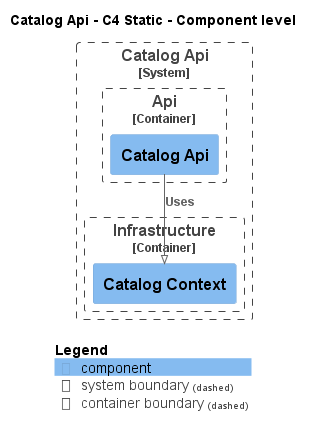 Catalog Api - C4 Static - Component level
Catalog Api
[System]
Api
[Container]
Catalog Api
Uses
Infrastructure
[Container]
Catalog Context
Legend
component
system boundary (dashed)
container boundary (dashed)